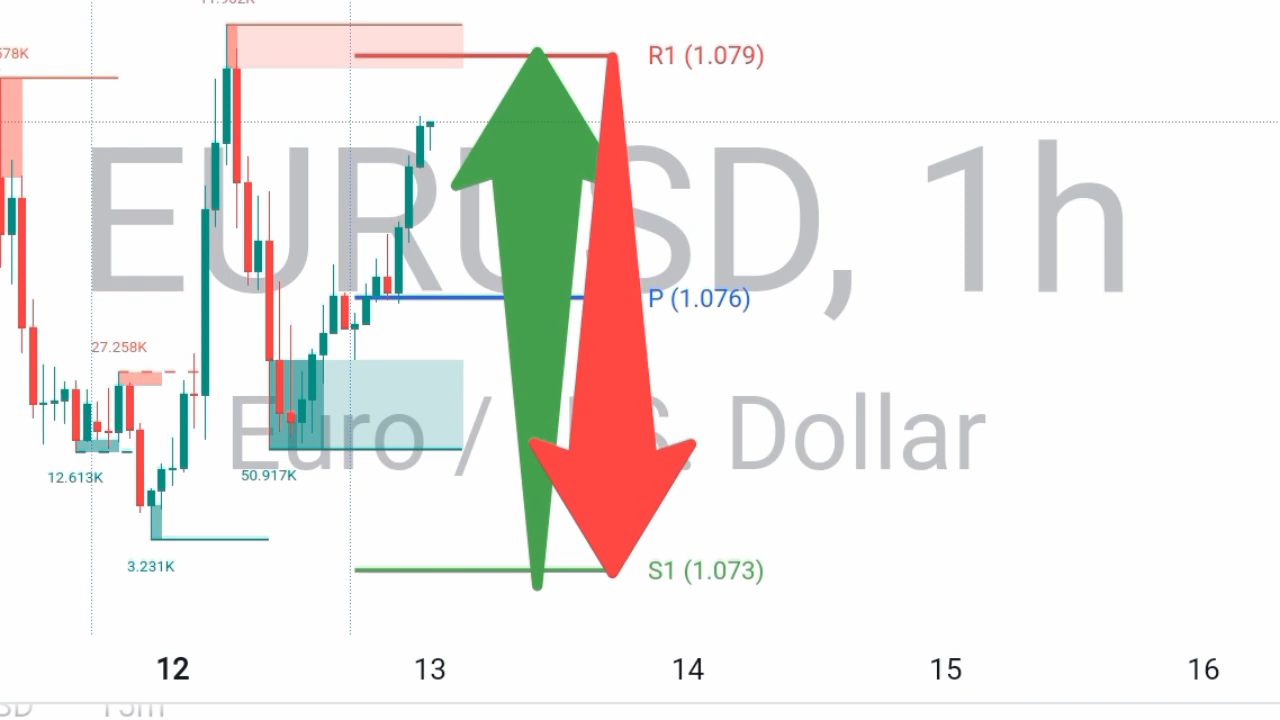 578K
R1 (1.079)
EURUSD, 1h
P (1.076)
27.258K
Euro / U.S. Dollar
12.613K
50.917K
3.231K
S1 (1.073)
12
13
14
15
16